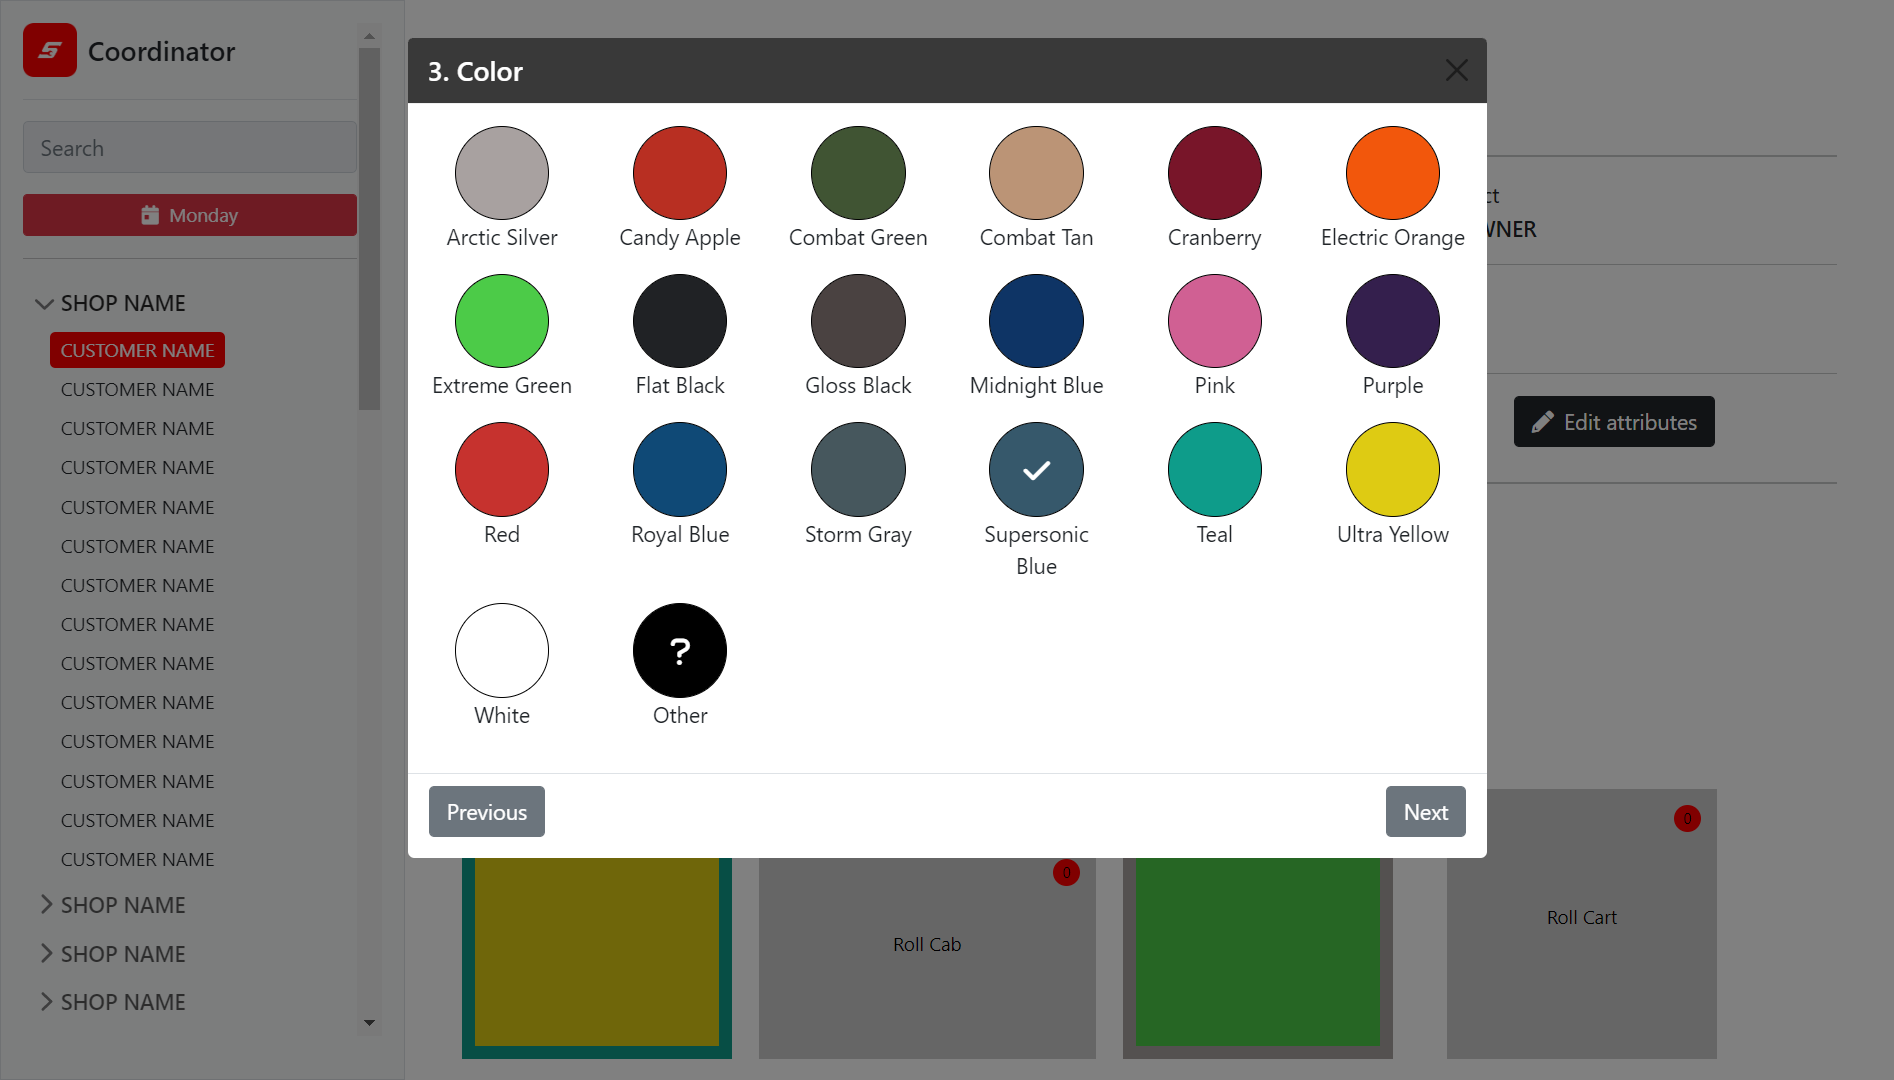 Coordinator
Search
Monday
SHOP NAME
CUSTOMER NAME
CUSTOMER NAME
CUSTOMER NAME
CUSTOMER NAME
CUSTOMER NAME
CUSTOMER NAME
CUSTOMER NAME
CUSTOMER NAME
CUSTOMER NAME
CUSTOMER NAME
CUSTOMER NAME
CUSTOMER NAME
CUSTOMER NAME
CUSTOMER NAME
SHOP NAME
SHOP NAME
SHOP NAME
3. Color
Arctic Silver
Candy Apple
Combat Green
Combat Tan
Cranberry
Electric Orange
Extreme Green
Flat Black
Gloss Black
Midnight Blue
Pink
Purple
Red
Royal Blue
Storm Gray
Supersonic
Blue
Teal
Ultra Yellow
White
?
Other
Previous
Next
Edit attributes
0
Roll Cab
0
Roll Cart